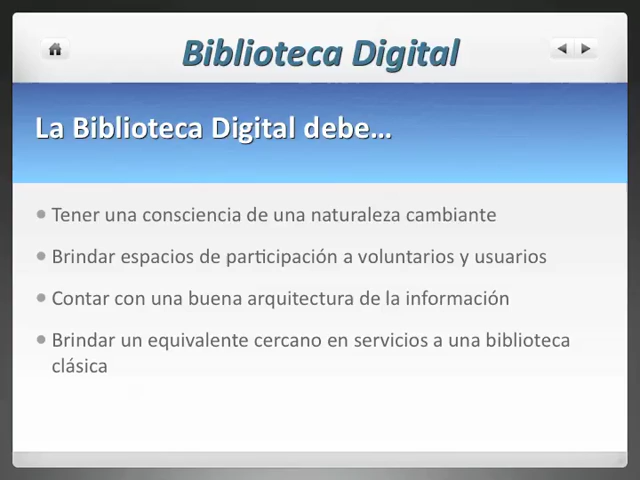 Biblioteca Digital
La Biblioteca Digital debe...
Tener una consciencia de una naturaleza cambiante
Brindar espacios de participación a voluntarios y usuarios
Contar con una buena arquitectura de la información
Brindar un equivalente cercano en servicios a una biblioteca
clásica